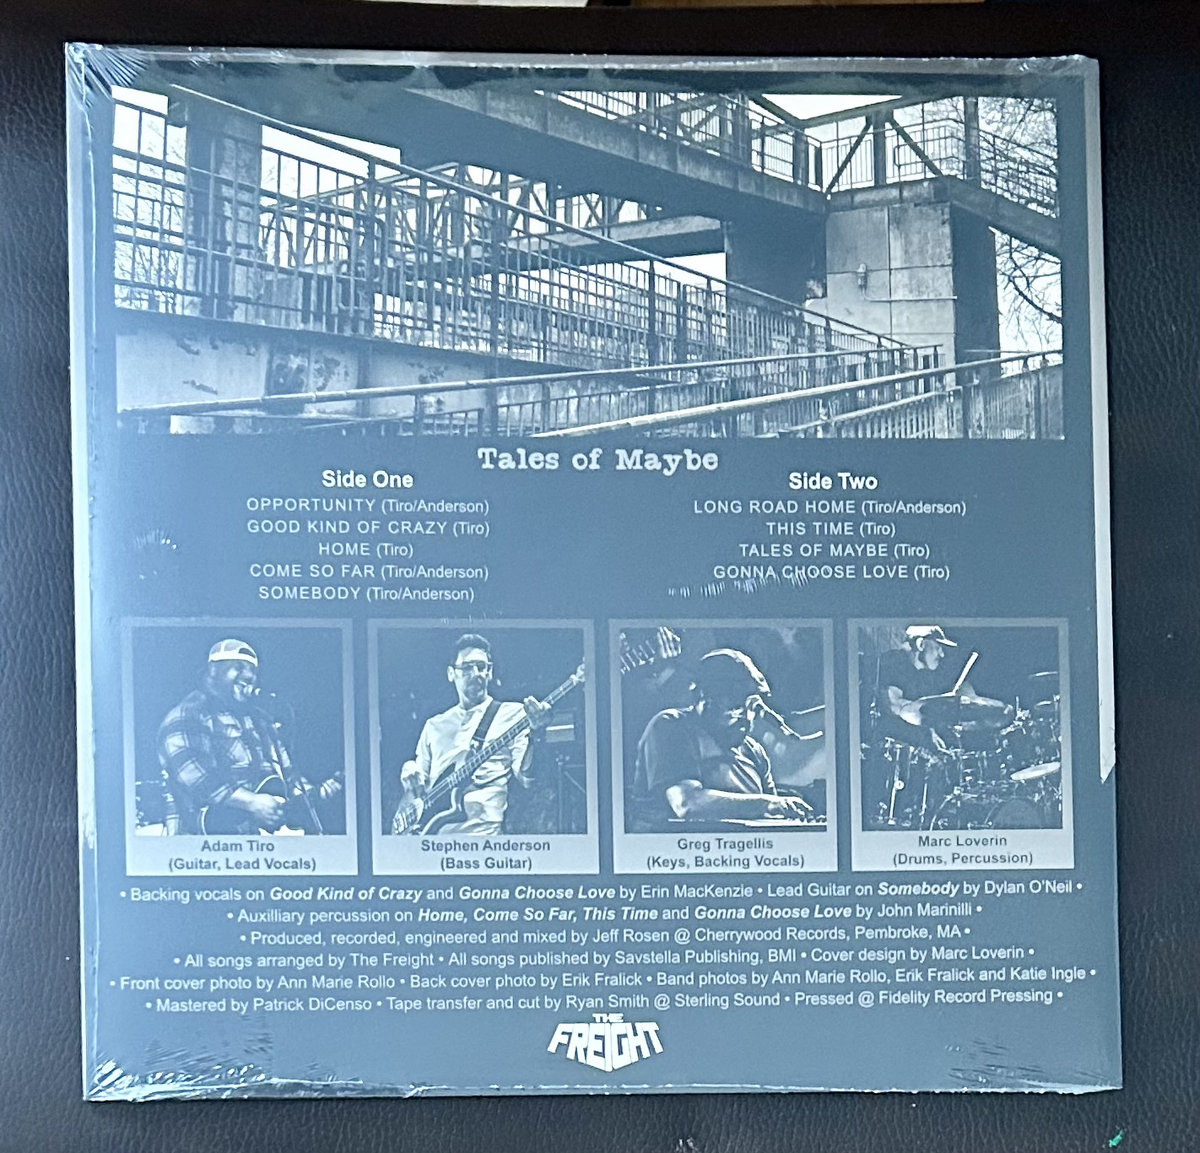 Tales of Maybe
Side One
OPPORTUNITY (Tiro/Anderson)
GOOD KIND OF CRAZY (Tiro)
HOME (Tiro)
COME SO FAR (Tiro/Anderson)
SOMEBODY (Tiro/Anderson)
Side Two
LONG ROAD HOME (Tiro/Anderson)
THIS TIME (Tiro)
TALES OF MAYBE (Tiro)
GONNA CHOOSE LOVE (Tiro)
Adam Tiro
(Guitar, Lead Vocals)
Stephen Anderson
(Bass Guitar)
Greg Tragellis
(Keys, Backing Vocals)
Marc Loverin
(Drums, Percussion)
• Backing vocals on Good Kind of Crazy and Gonna Choose Love by Erin MacKenzie • Lead Guitar on Somebody by Dylan O'Neil •
• Auxilliary percussion on Home, Come So Far, This Time and Gonna Choose Love by John Marinilli •
• Produced, recorded, engineered and mixed by Jeff Rosen @ Cherrywood Records, Pembroke, MA •
• All songs arranged by The Freight • All songs published by Savstella Publishing, BMI • Cover design by Marc Loverin •
• Front cover photo by Ann Marie Rollo • Back cover photo by Erik Fralick • Band photos by Ann Marie Rollo, Erik Fralick and Katie Ingle •
• Mastered by Patrick DiCenso • Tape transfer and cut by Ryan Smith @ Sterling Sound • Pressed @ Fidelity Record Pressing •
THE
FREIGHT